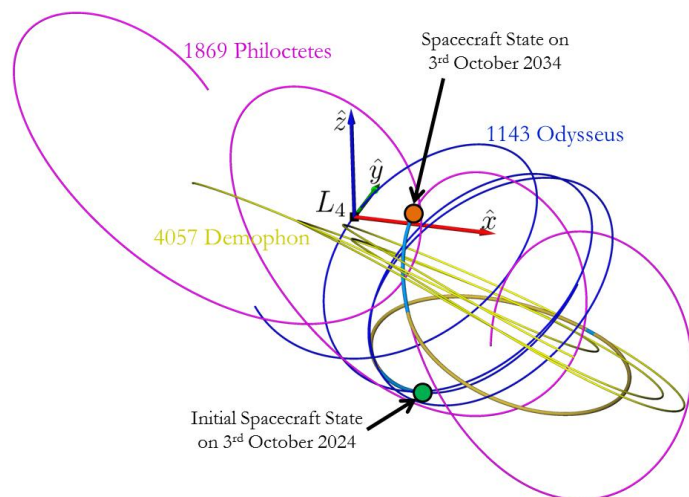 Spacecraft State on
3rd October 2034
1869 Philoctetes
1143 Odysseus
ẑ
ŷ
L4
x̂
4057 Demophon
Initial Spacecraft State
on 3rd October 2024